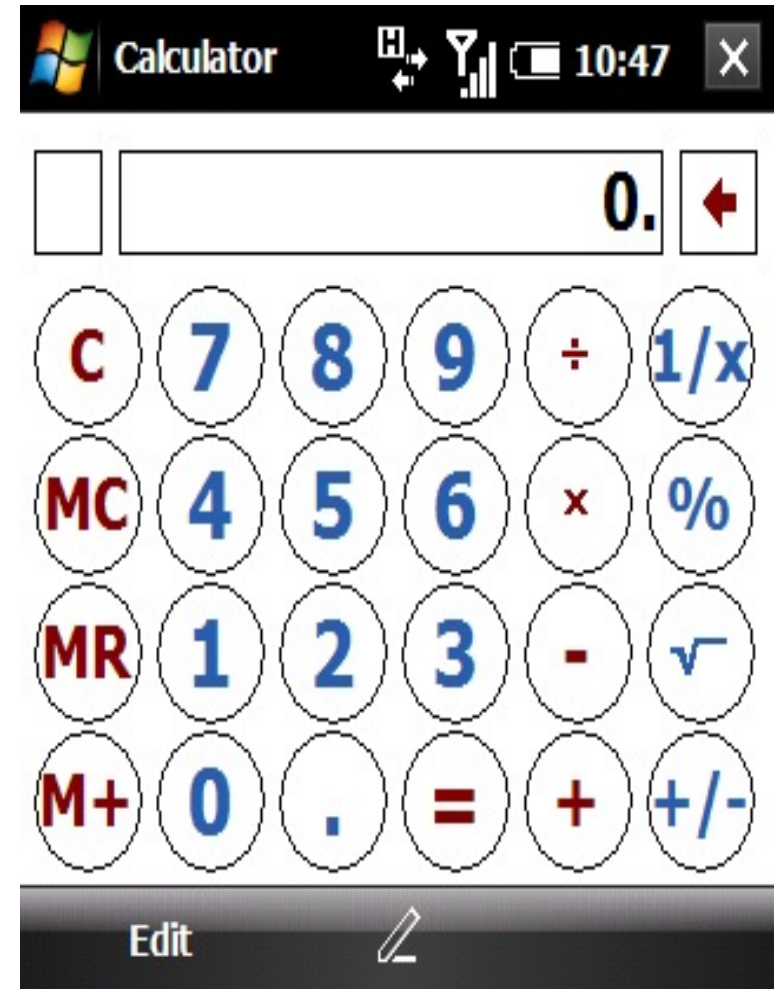 Calculator H 10:47 X
0.
C 7 8 9 ÷ 1/x
MC 4 5 6 × %
MR 1 2 3 - √
M+ 0 . = + +/-
Edit